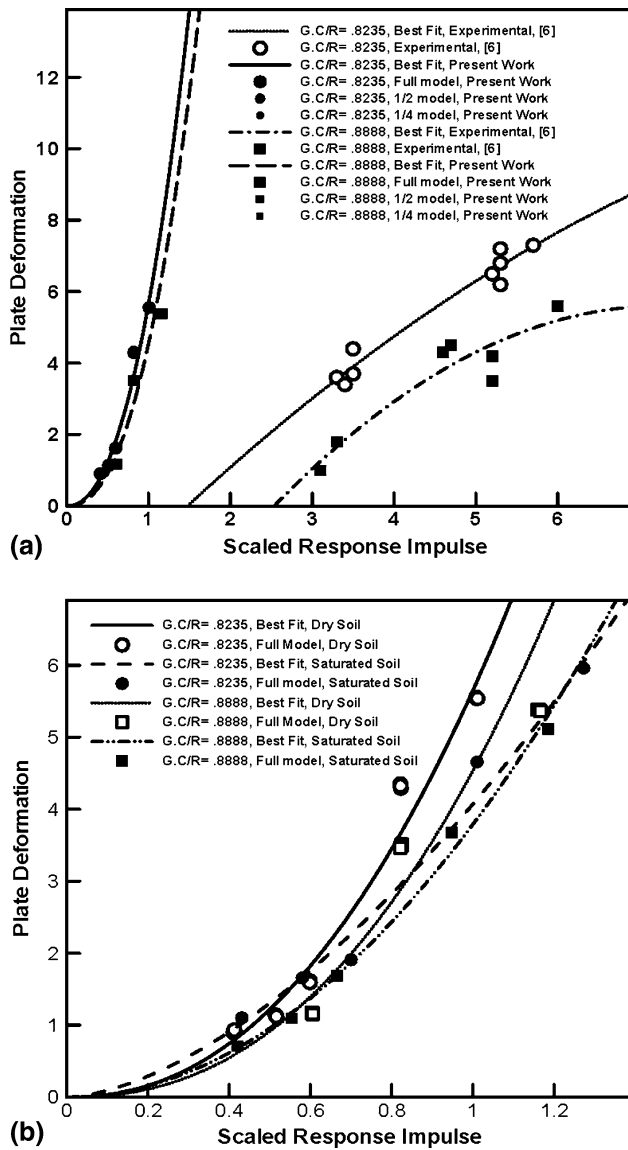 G.C/R= .8235, Best Fit, Experimental, [6]
G.C/R= .8235, Experimental, [6]
G.C/R= .8235, Best Fit, Present Work
G.C/R= .8235, Full model, Present Work
G.C/R= .8235, 1/2 model, Present Work
G.C/R= .8235, 1/4 model, Present Work
G.C/R= .8888, Best Fit, Experimental, [6]
G.C/R= .8888, Experimental, [6]
G.C/R= .8888, Best Fit, Present Work
G.C/R= .8888, Full model, Present Work
G.C/R= .8888, 1/2 model, Present Work
G.C/R= .8888, 1/4 model, Present Work
Plate Deformation
12
10
8
6
4
2
0
0 1 2 3 4 5 6
Scaled Response Impulse
(a)
G.C/R= .8235, Best Fit, Dry Soil
G.C/R= .8235, Full Model, Dry Soil
G.C/R= .8235, Best Fit, Saturated Soil
G.C/R= .8235, Full model, Saturated Soil
G.C/R= .8888, Best Fit, Dry Soil
G.C/R= .8888, Full Model, Dry Soil
G.C/R= .8888, Best Fit, Saturated Soil
G.C/R= .8888, Full model, Saturated Soil
Plate Deformation
6
5
4
3
2
1
0
0 0.2 0.4 0.6 0.8 1 1.2
Scaled Response Impulse
(b)